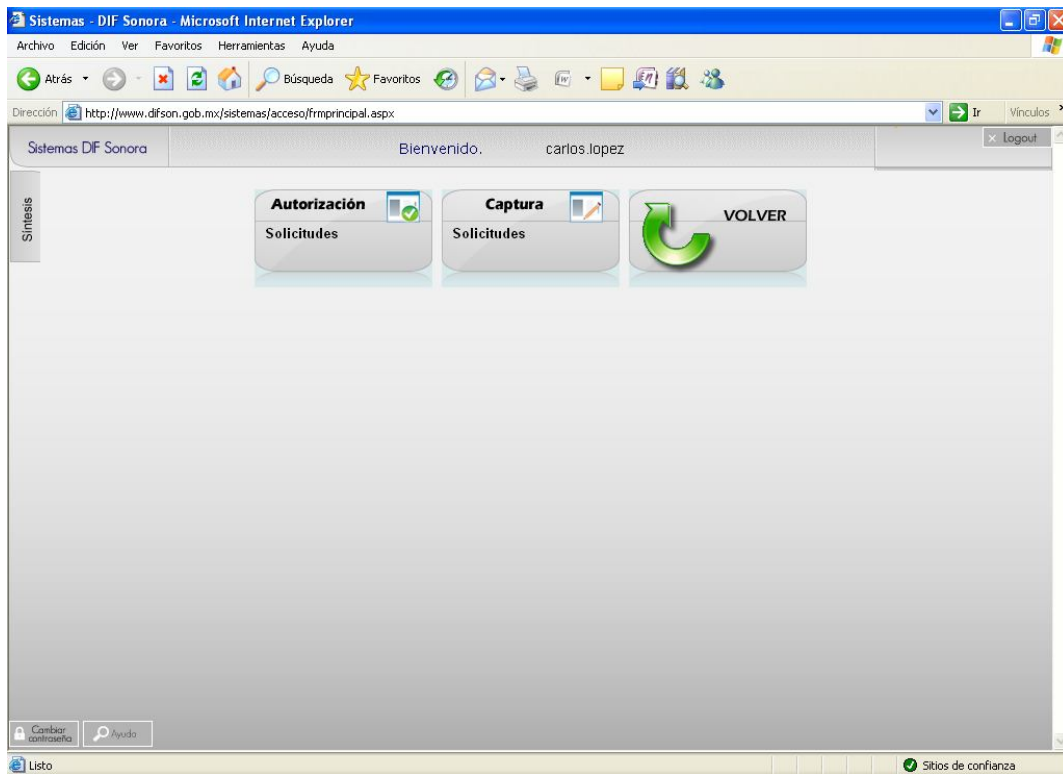 Sistemas - DIF Sonora - Microsoft Internet Explorer
Archivo Edición Ver Favoritos Herramientas Ayuda
Atrás Búsqueda Favoritos
Dirección http://www.difson.gob.mx/sistemas/acceso/frmprincipal.aspx Ir Vínculos
Sistemas DIF Sonora Bienvenido. carlos.lopez × Logout
Síntesis
Autorización Captura VOLVER
Solicitudes Solicitudes
Cambiar contraseña Ayuda
Listo Sitios de confianza